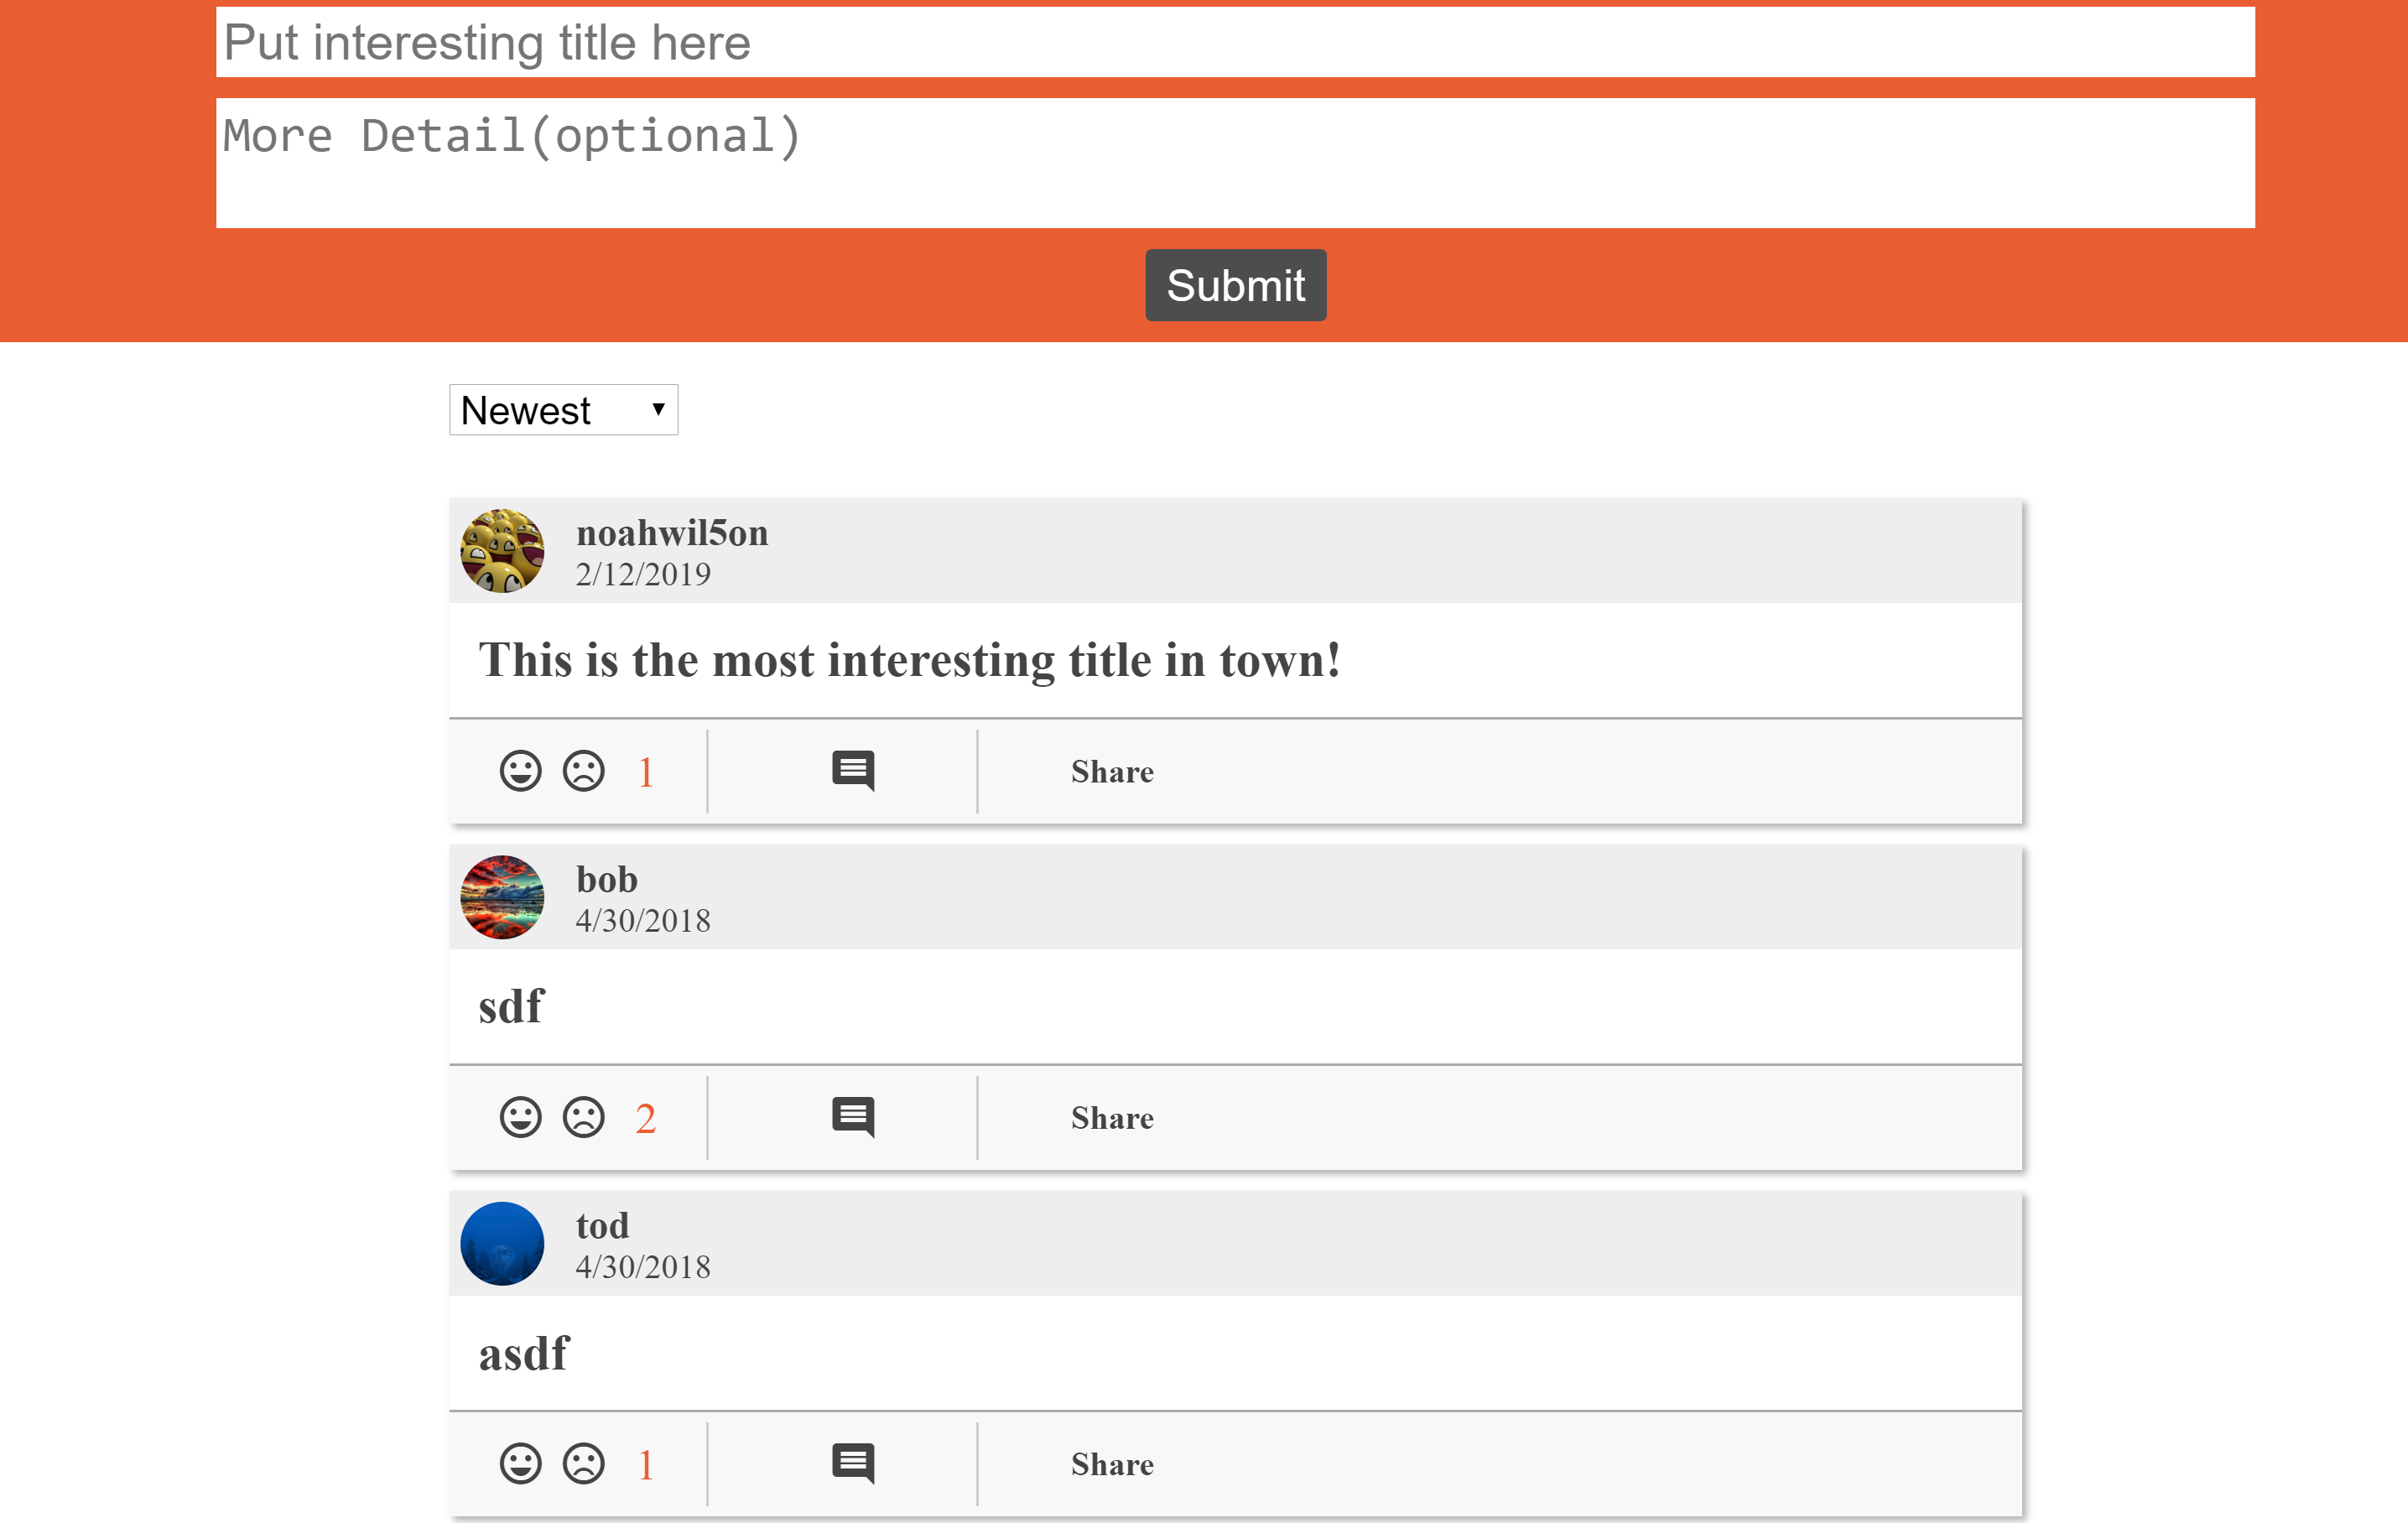 Put interesting title here
More Detail(optional)
Submit
Newest
noahwil5on
2/12/2019
This is the most interesting title in town!
1 Share
bob
4/30/2018
sdf
2 Share
tod
4/30/2018
asdf
1 Share